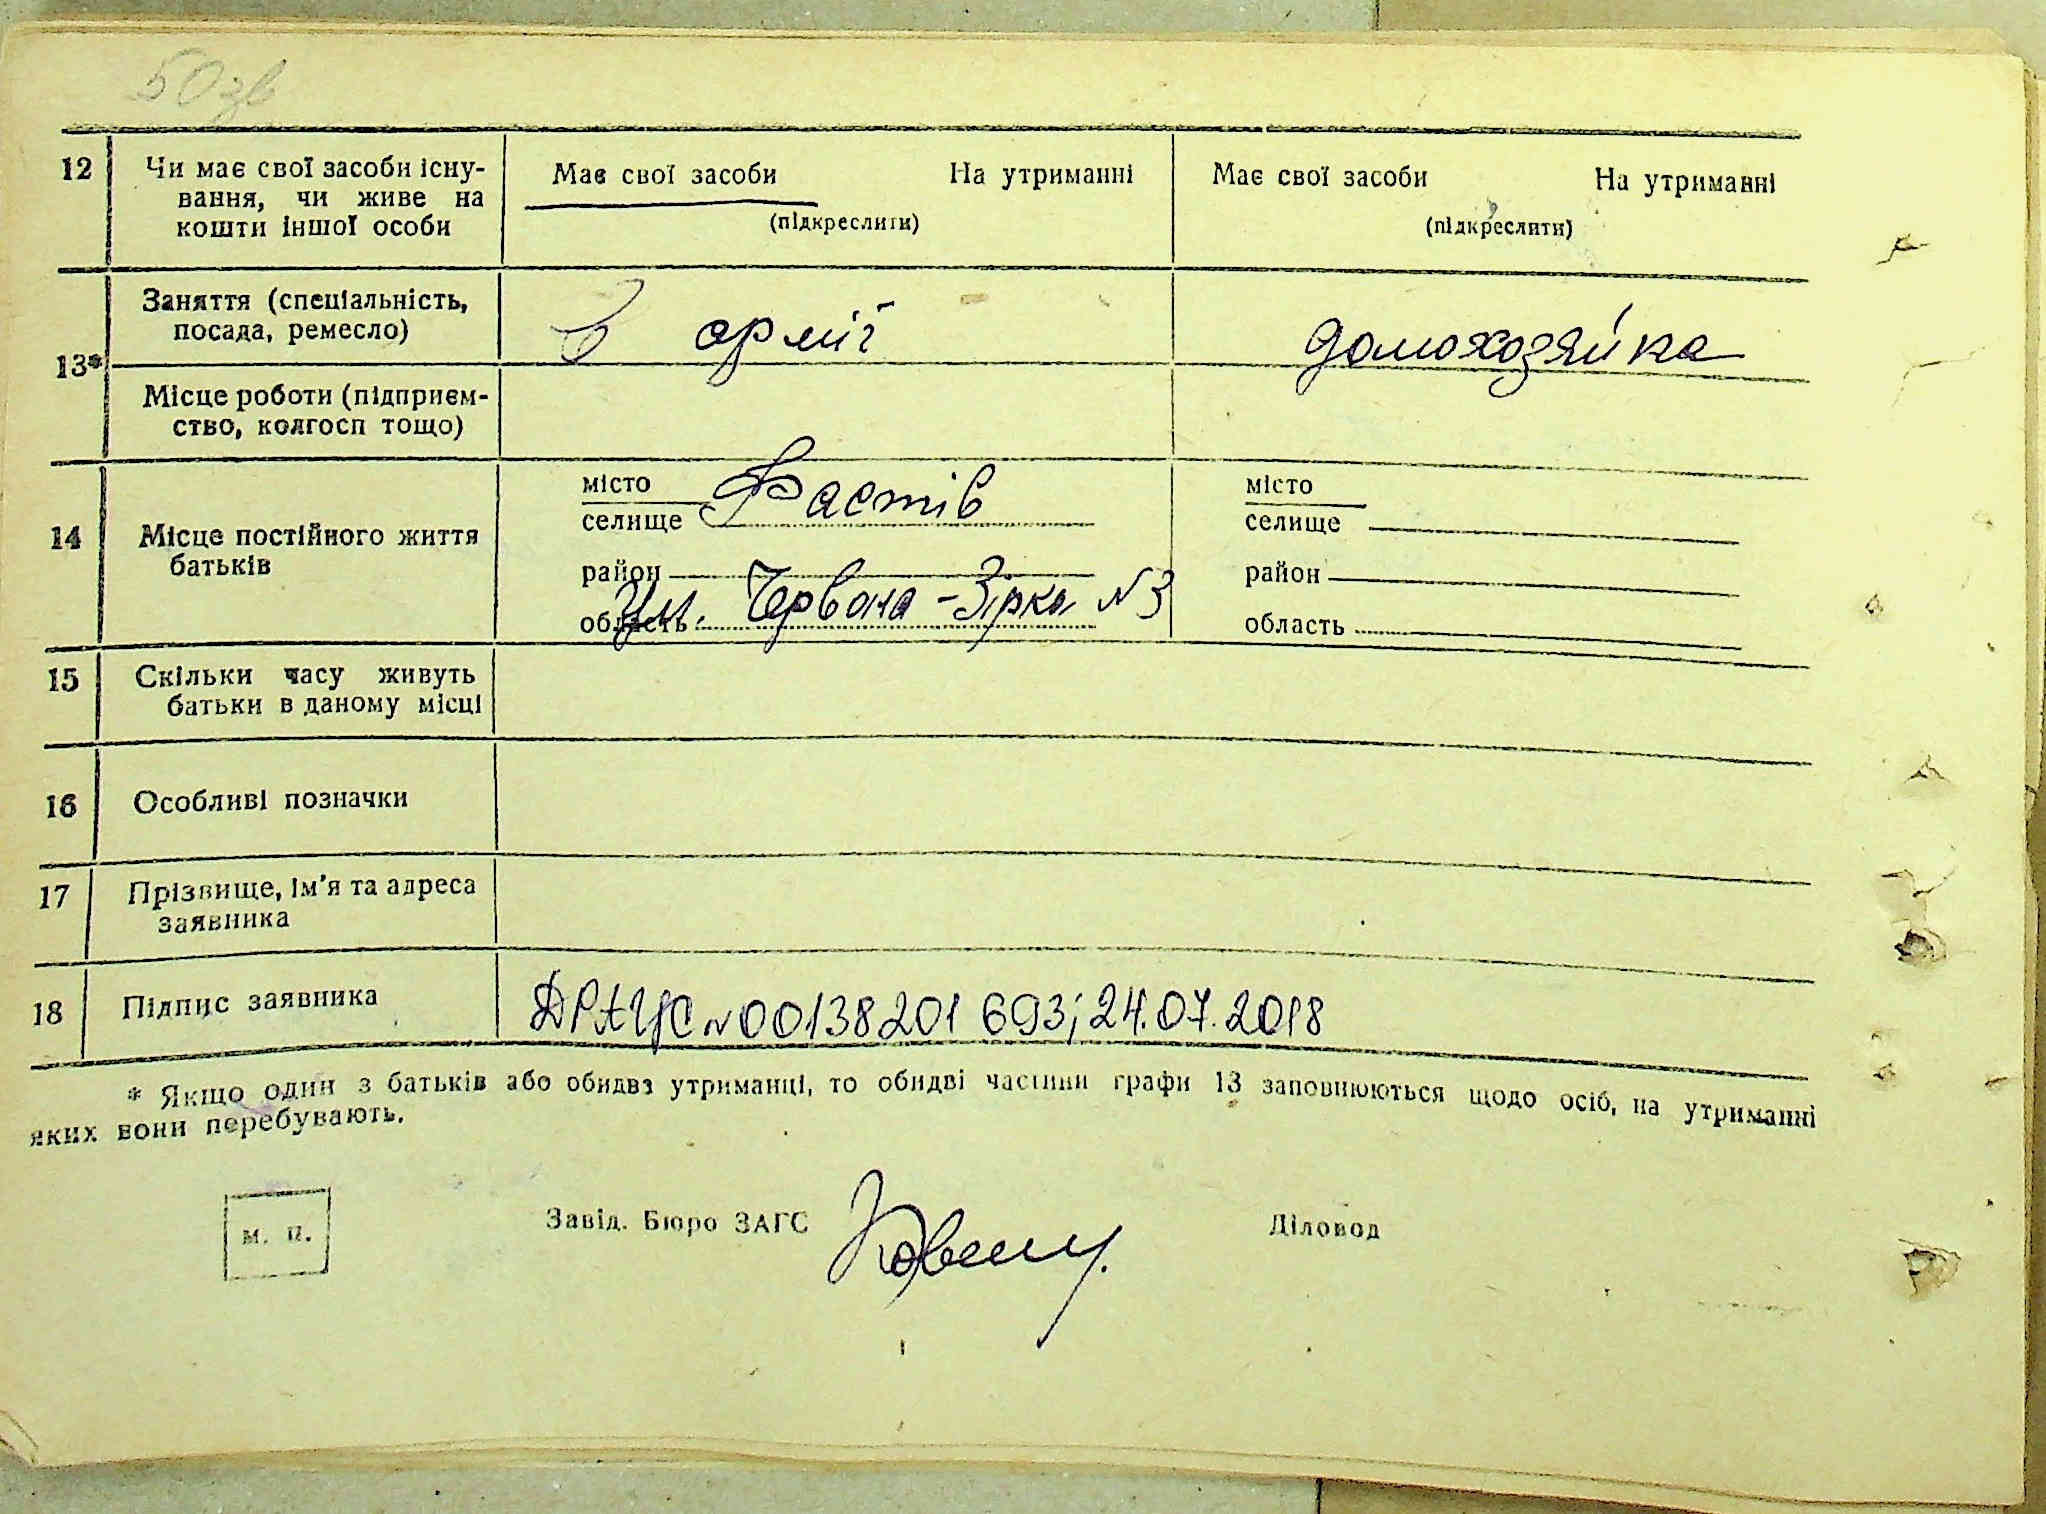 50зв
12 Чи має свої засоби існу-
вання, чи живе на
кошти іншої особи
Має свої засоби На утриманні
(підкреслити)
Має свої засоби На утриманні
(підкреслити)
13*
Заняття (спеціальність,
посада, ремесло)
в армії
домохозяйка
Місце роботи (підприєм-
ство, колгосп тощо)
14 Місце постійного життя
батьків
місто
селище Фастів
район
область Ул. Червона-Зірка №3
місто
селище
район
область
15 Скільки часу живуть
батьки в даному місці
16 Особливі позначки
17 Прізвище, ім'я та адреса
заявника
18 Підпис заявника
ДРАЦС №00138201693; 24.07.2018
* Якщо один з батьків або обидва утриманці, то обидві частини графи 13 заповнюються щодо осіб, на утриманні
яких вони перебувають.
м. п.
Завід. Бюро ЗАГС
Діловод